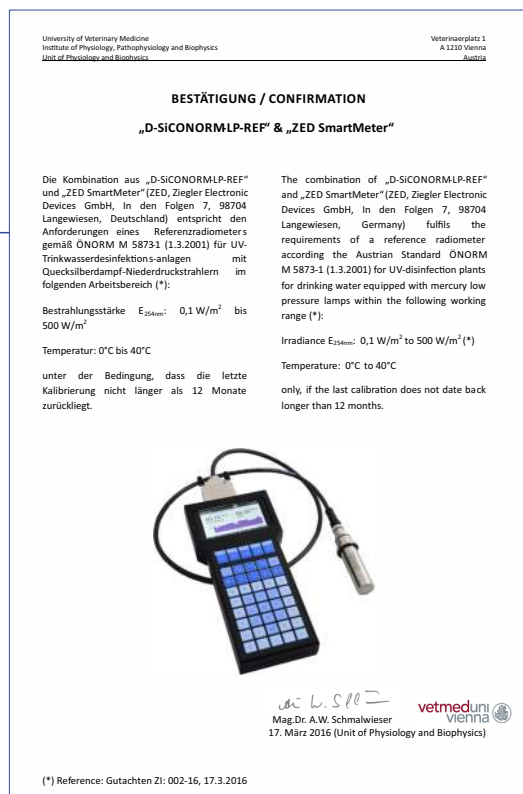 University of Veterinary Medicine
Institute of Physiology, Pathophysiology and Biophysics
Unit of Physiology and Biophysics
Veterinaerplatz 1
A 1210 Vienna
Austria
BESTÄTIGUNG / CONFIRMATION
„D-SiCONORM-LP-REF“ & „ZED SmartMeter“
Die Kombination aus „D-SiCONORM-LP-REF“
und „ZED SmartMeter“ (ZED, Ziegler Electronic
Devices GmbH, In den Folgen 7, 98704
Langewiesen, Deutschland) entspricht den
Anforderungen eines Referenzradiometers
gemäß ÖNORM M 5873-1 (1.3.2001) für UV-
Trinkwasserdesinfektions-anlagen mit
Quecksilberdampf-Niederdruckstrahlern im
folgenden Arbeitsbereich (*):
Bestrahlungsstärke E254nm: 0,1 W/m² bis
500 W/m²
Temperatur: 0°C bis 40°C
unter der Bedingung, dass die letzte
Kalibrierung nicht länger als 12 Monate
zurückliegt.
The combination of „D-SiCONORM-LP-REF“
and „ZED SmartMeter“ (ZED, Ziegler Electronic
Devices GmbH, In den Folgen 7, 98704
Langewiesen, Germany) fulfils the
requirements of a reference radiometer
according the Austrian Standard ÖNORM
M 5873-1 (1.3.2001) for UV-disinfection plants
for drinking water equipped with mercury low
pressure lamps within the following working
range (*):
Irradiance E254nm: 0,1 W/m² to 500 W/m² (*)
Temperature: 0°C to 40°C
only, if the last calibration does not date back
longer than 12 months.
vetmeduni
vienna
Mag.Dr. A.W. Schmalwieser
17. März 2016 (Unit of Physiology and Biophysics)
(*) Reference: Gutachten ZI: 002-16, 17.3.2016